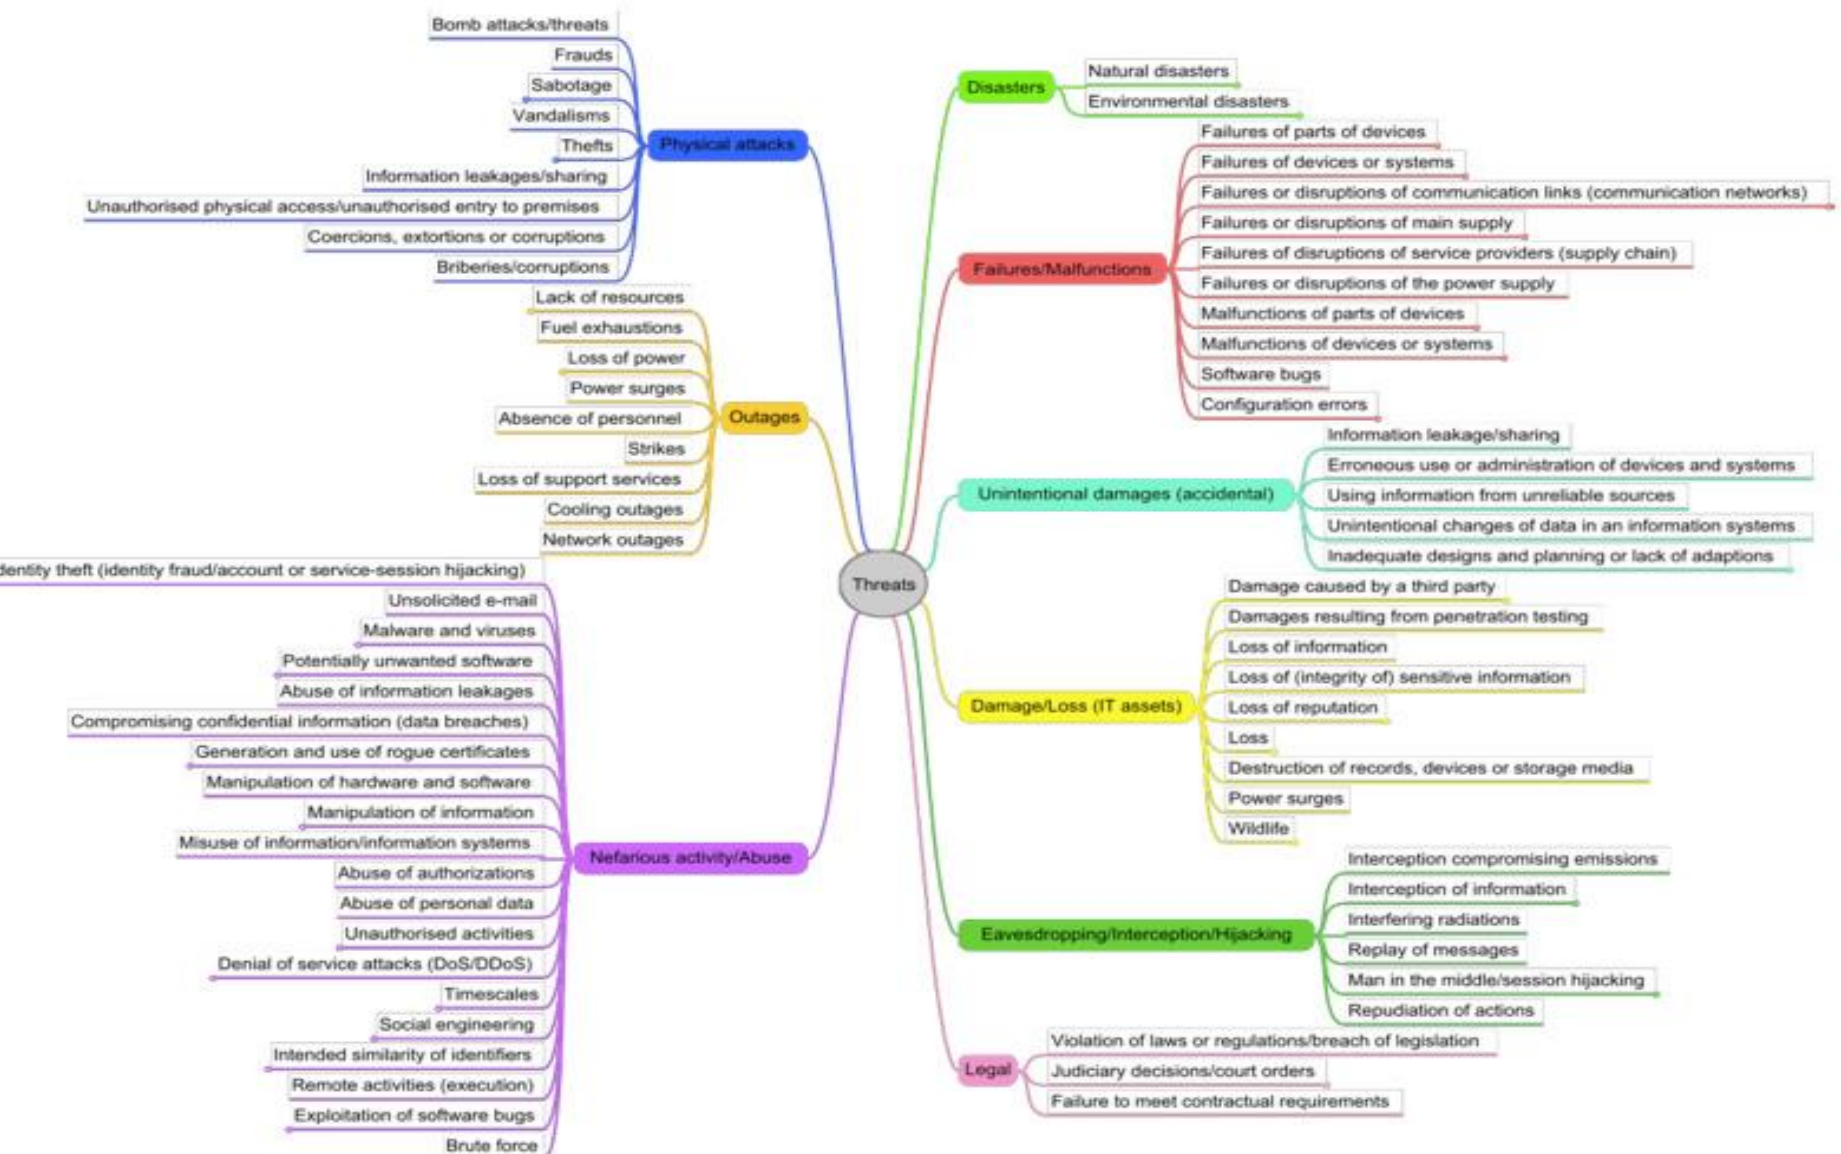 Bomb attacks/threats
Frauds
Sabotage
Vandalisms
Thefts
Information leakages/sharing
Unauthorised physical access/unauthorised entry to premises
Coercions, extortions or corruptions
Briberies/corruptions
Physical attacks
Lack of resources
Fuel exhaustions
Loss of power
Power surges
Absence of personnel
Strikes
Loss of support services
Cooling outages
Network outages
Outages
dentity theft (identity fraud/account or service-session hijacking)
Unsolicited e-mail
Malware and viruses
Potentially unwanted software
Abuse of information leakages
Compromising confidential information (data breaches)
Generation and use of rogue certificates
Manipulation of hardware and software
Manipulation of information
Misuse of information/information systems
Abuse of authorizations
Abuse of personal data
Unauthorised activities
Denial of service attacks (DoS/DDoS)
Timescales
Social engineering
Intended similarity of identifiers
Remote activities (execution)
Exploitation of software bugs
Brute force
Nefarious activity/Abuse
Threats
Disasters
Natural disasters
Environmental disasters
Failures/Malfunctions
Failures of parts of devices
Failures of devices or systems
Failures or disruptions of communication links (communication networks)
Failures or disruptions of main supply
Failures of disruptions of service providers (supply chain)
Failures or disruptions of the power supply
Malfunctions of parts of devices
Malfunctions of devices or systems
Software bugs
Configuration errors
Unintentional damages (accidental)
Information leakage/sharing
Erroneous use or administration of devices and systems
Using information from unreliable sources
Unintentional changes of data in an information systems
Inadequate designs and planning or lack of adaptions
Damage/Loss (IT assets)
Damage caused by a third party
Damages resulting from penetration testing
Loss of information
Loss of (integrity of) sensitive information
Loss of reputation
Loss
Destruction of records, devices or storage media
Power surges
Wildlife
Eavesdropping/Interception/Hijacking
Interception compromising emissions
Interception of information
Interfering radiations
Replay of messages
Man in the middle/session hijacking
Repudiation of actions
Legal
Violation of laws or regulations/breach of legislation
Judiciary decisions/court orders
Failure to meet contractual requirements